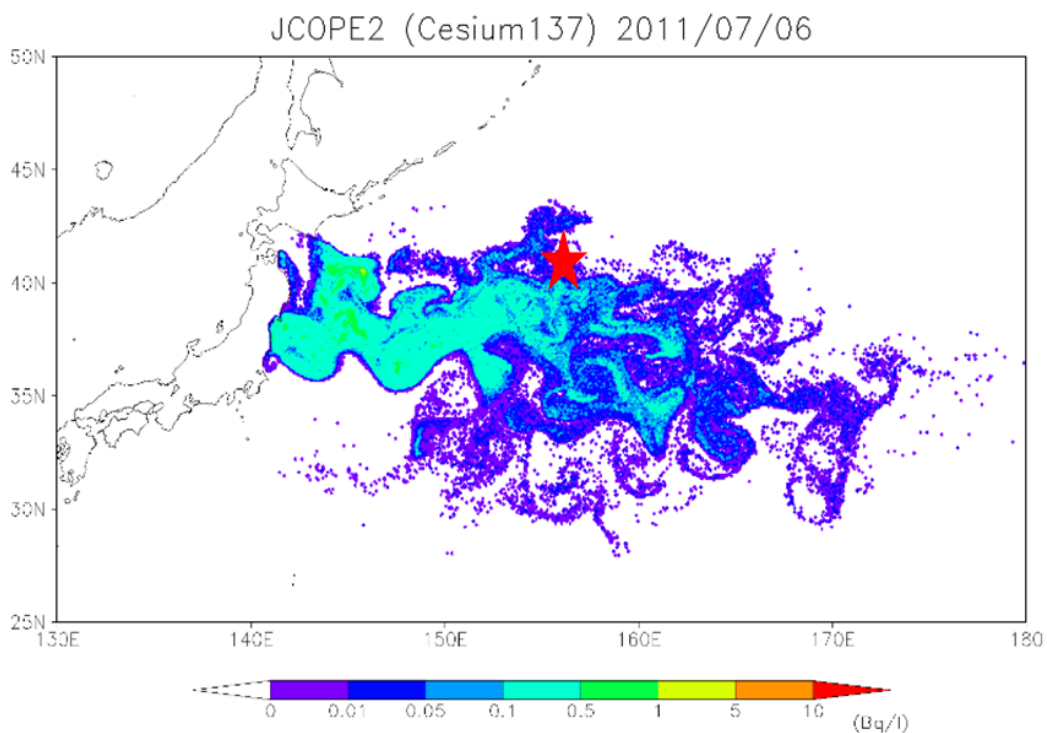 JCOPE2 (Cesium137) 2011/07/06
50N
45N
40N
35N
30N
25N
130E 140E 150E 160E 170E 180
0 0.01 0.05 0.1 0.5 1 5 10 (Bq/l)